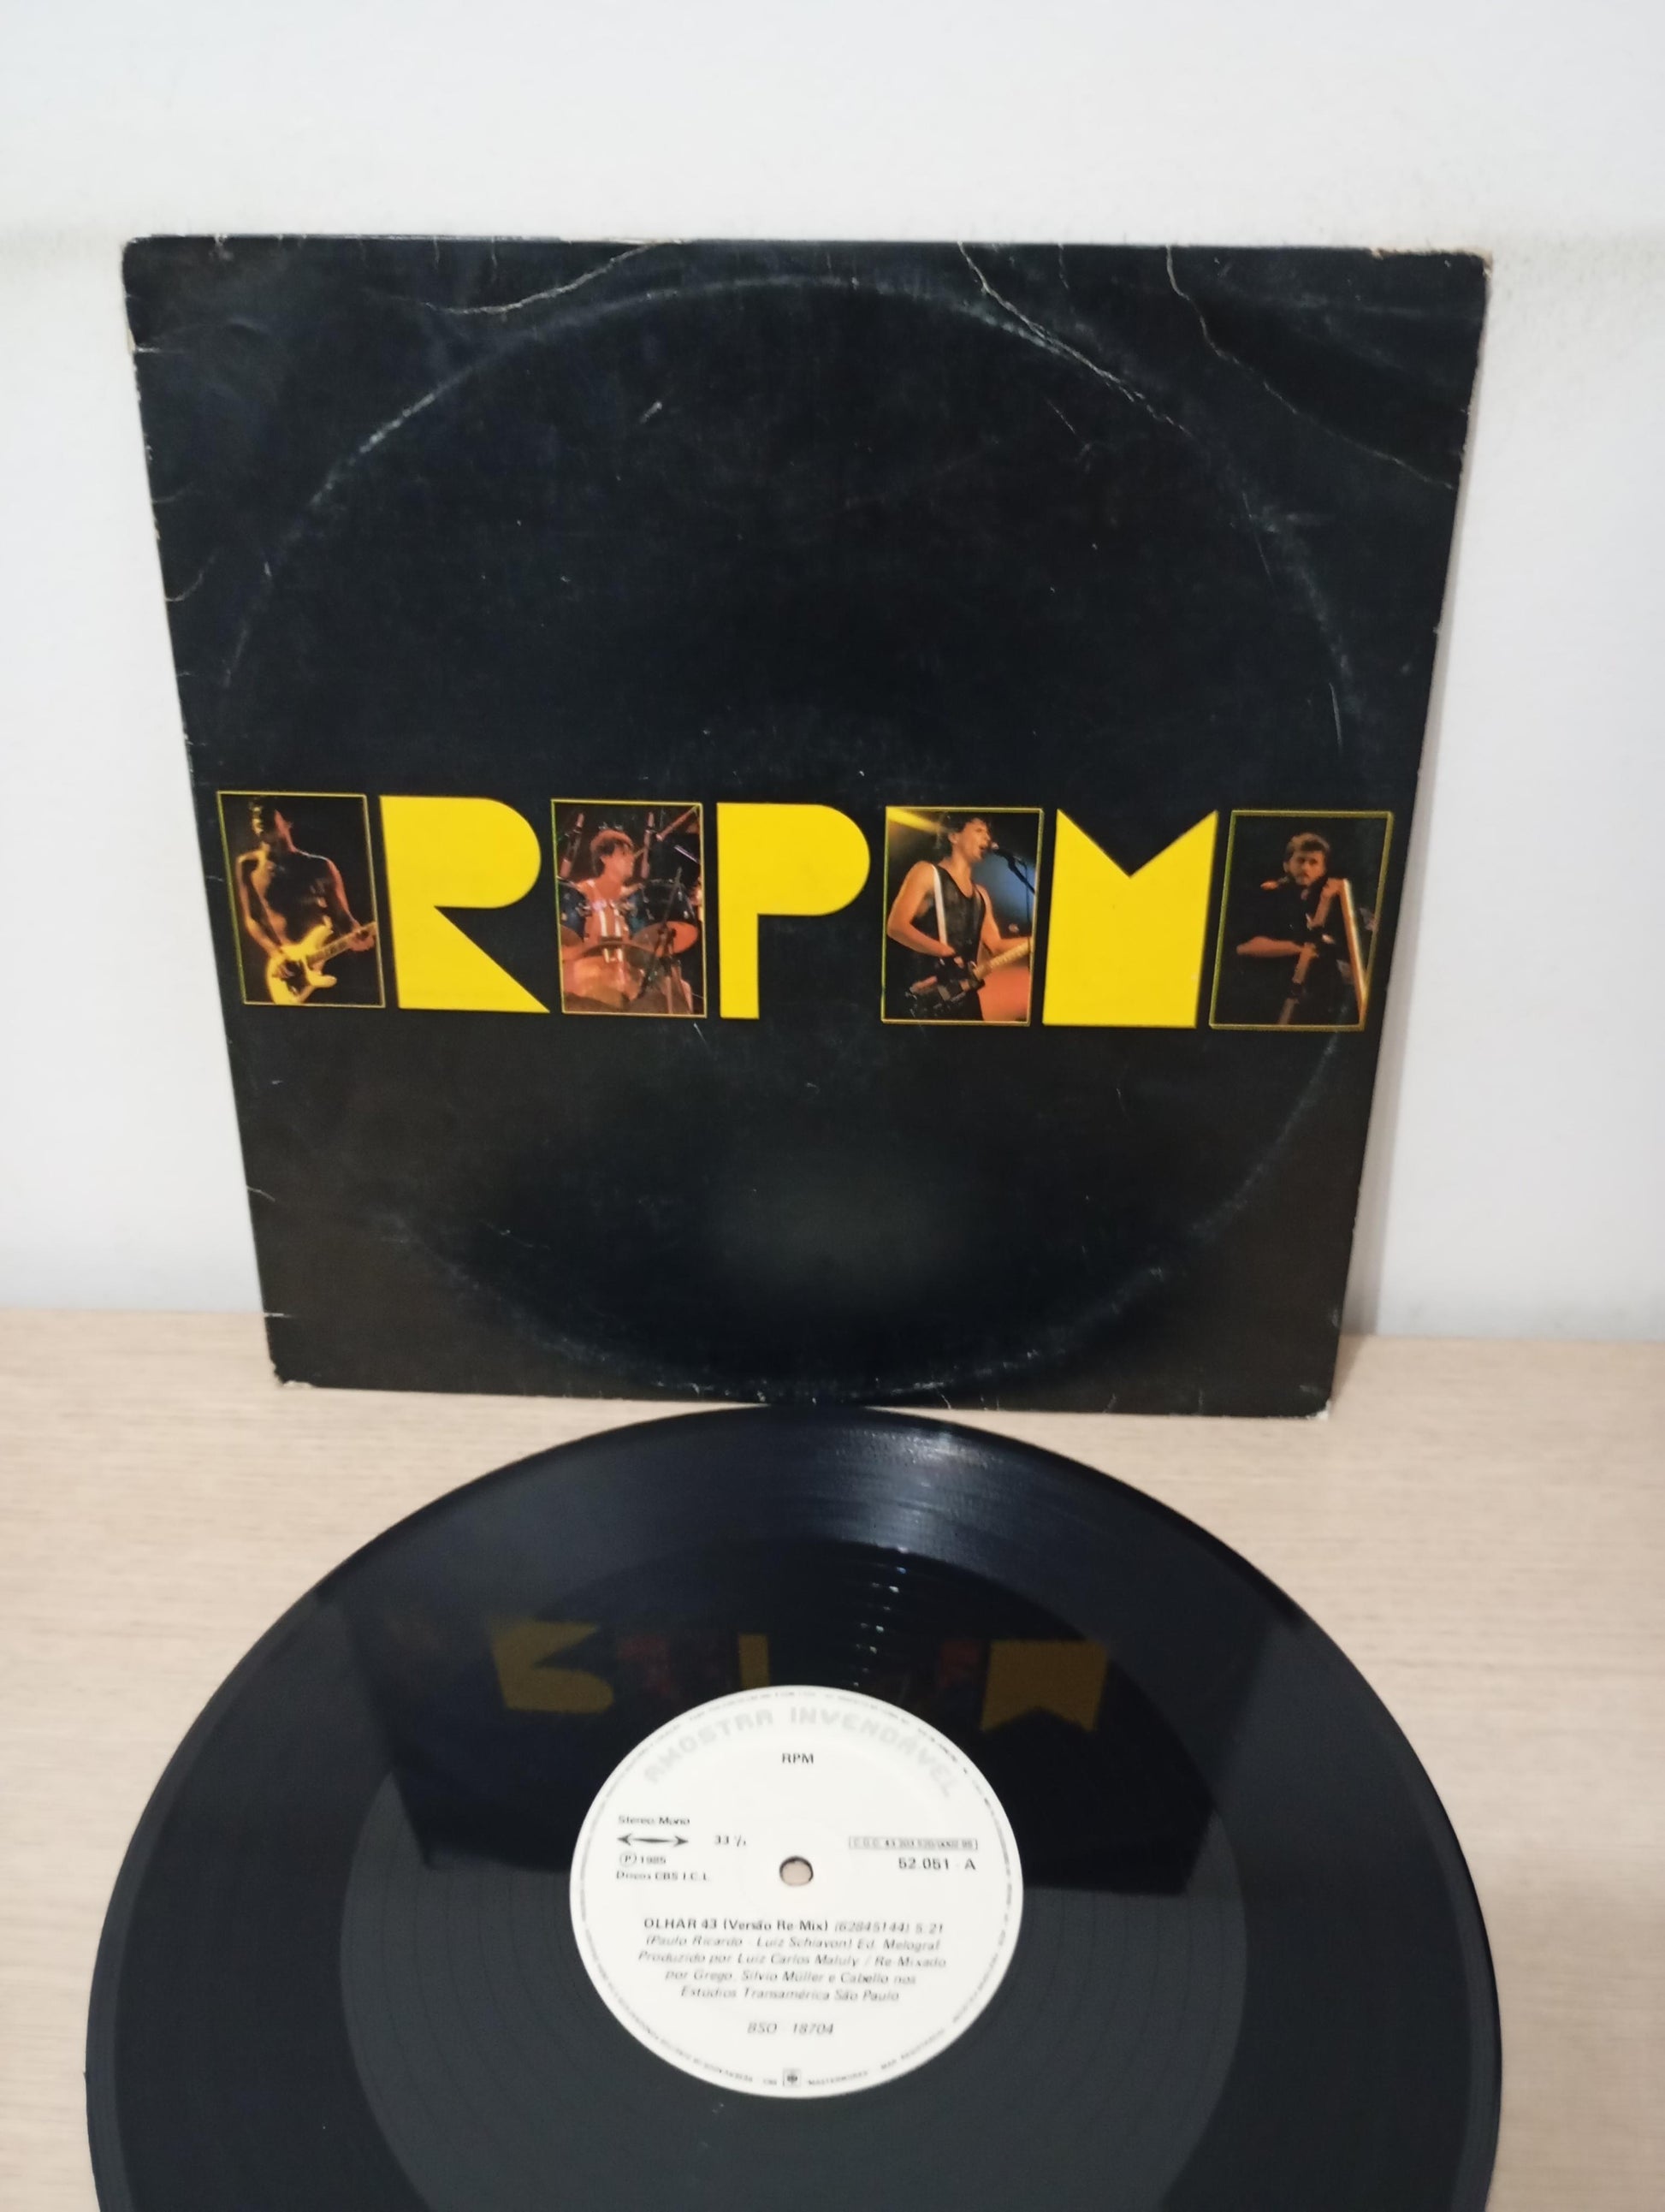 RPM
AMOSTRA INVENDÁVEL
RPM
Stereo/Mono
33 ⅓
Ⓟ 1985
Discos CBS I.C.L.
52.051 - A
OLHAR 43 (Versão Re-Mix) (62845144) 5:21
(Paulo Ricardo - Luiz Schiavon) Ed. Melograf
Produzido por Luiz Carlos Maluly / Re-Mixado
por Grego, Silvio Müller e Cabello nos
Estúdios Transamérica São Paulo
BSO 18704